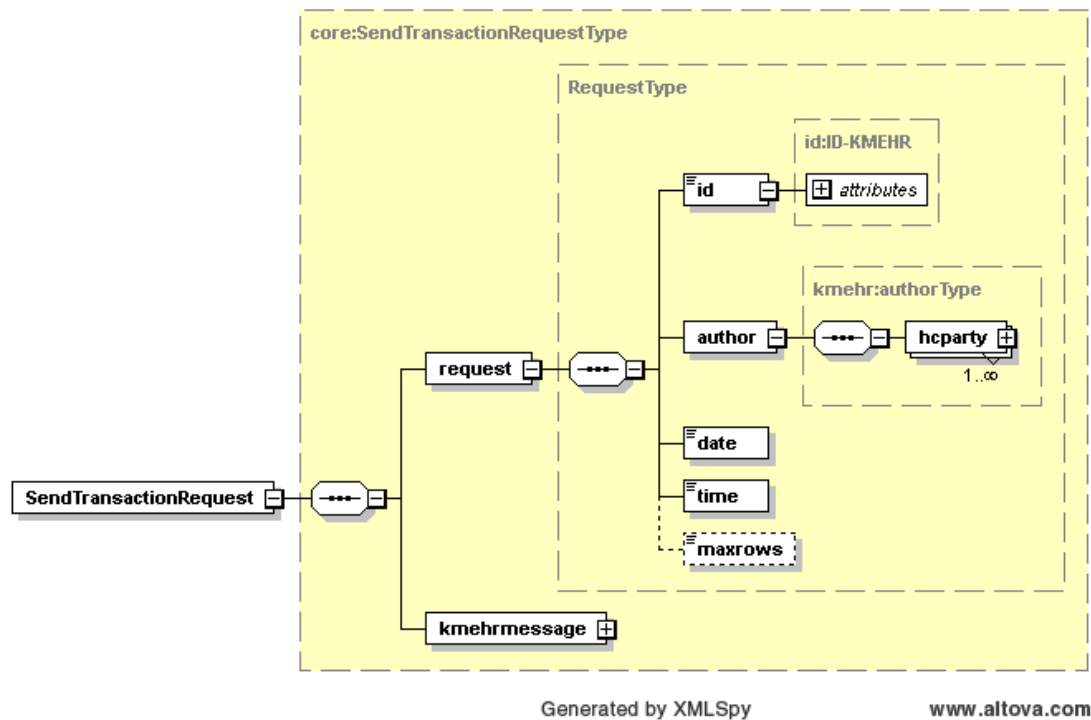 core:SendTransactionRequestType
RequestType
id:ID-KMEHR
id
attributes
kmehr:authorType
author
hcparty
1..∞
request
date
time
maxrows
SendTransactionRequest
kmehrmessage
Generated by XMLSpy
www.altova.com